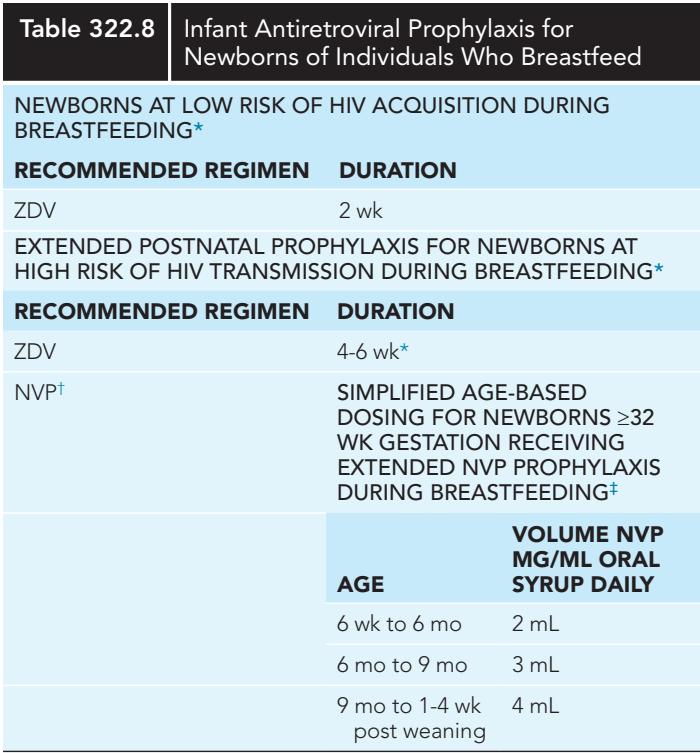 Table 322.8
Infant Antiretroviral Prophylaxis for
Newborns of Individuals Who Breastfeed
NEWBORNS AT LOW RISK OF HIV ACQUISITION DURING
BREASTFEEDING*
RECOMMENDED REGIMEN DURATION
ZDV 2 wk
EXTENDED POSTNATAL PROPHYLAXIS FOR NEWBORNS AT
HIGH RISK OF HIV TRANSMISSION DURING BREASTFEEDING*
RECOMMENDED REGIMEN DURATION
ZDV 4-6 wk*
NVP† SIMPLIFIED AGE-BASED
DOSING FOR NEWBORNS ≥32
WK GESTATION RECEIVING
EXTENDED NVP PROPHYLAXIS
DURING BREASTFEEDING‡
VOLUME NVP
MG/ML ORAL
AGE SYRUP DAILY
6 wk to 6 mo 2 mL
6 mo to 9 mo 3 mL
9 mo to 1-4 wk 4 mL
post weaning